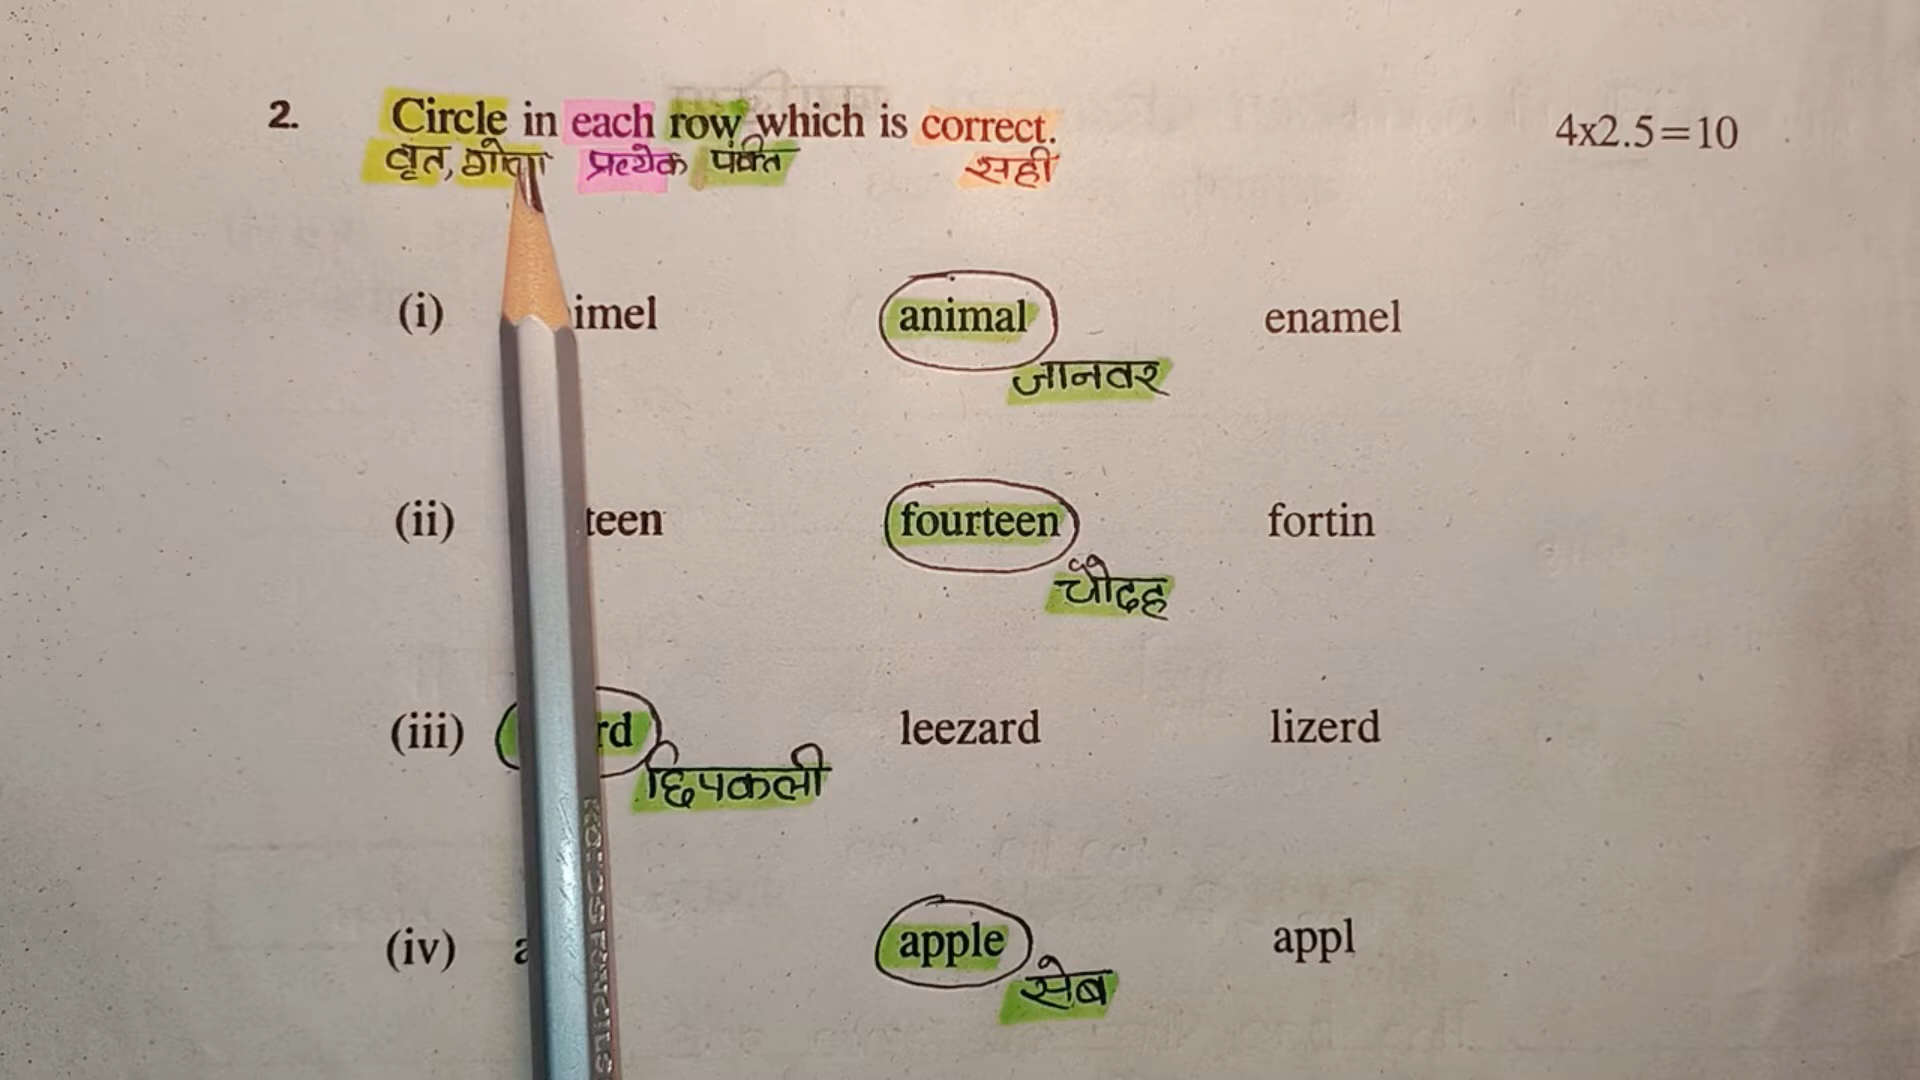 2. Circle in each row which is correct. 4x2.5=10
वृत, गोला प्रत्येक पंक्ति सही
(i) imel animal enamel
जानवर
(ii) teen fourteen fortin
चौदह
(iii) rd leezard lizerd
छिपकली
(iv) apple appl
सेब